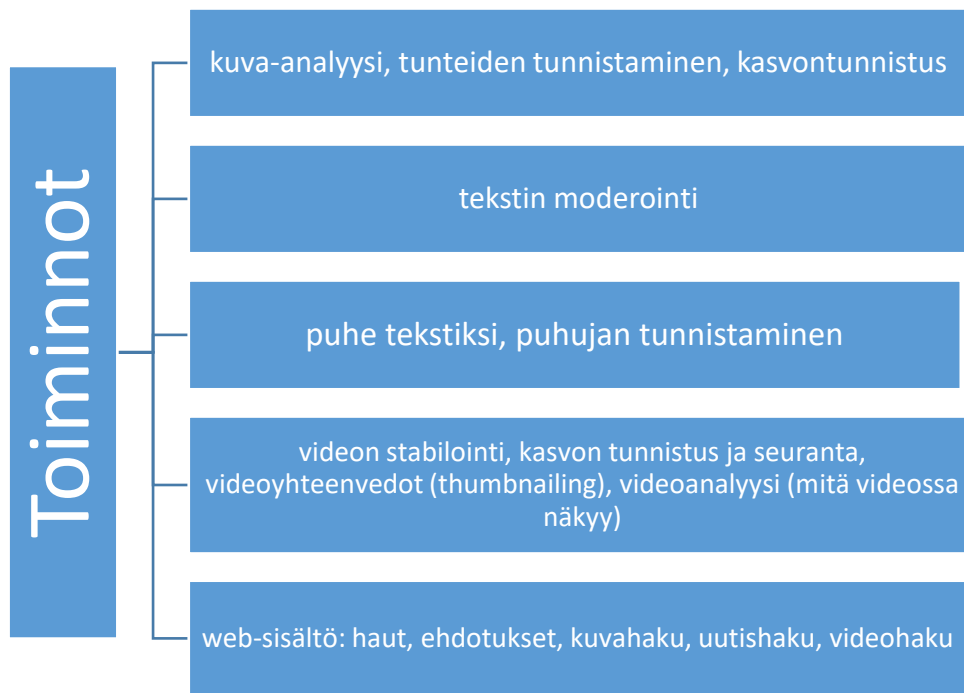 Toiminnot
kuva-analyysi, tunteiden tunnistaminen, kasvontunnistus
tekstin moderointi
puhe tekstiksi, puhujan tunnistaminen
videon stabilointi, kasvon tunnistus ja seuranta,
videoyhteenvedot (thumbnailing), videoanalyysi (mitä videossa
näkyy)
web-sisältö: haut, ehdotukset, kuvahaku, uutishaku, videohaku